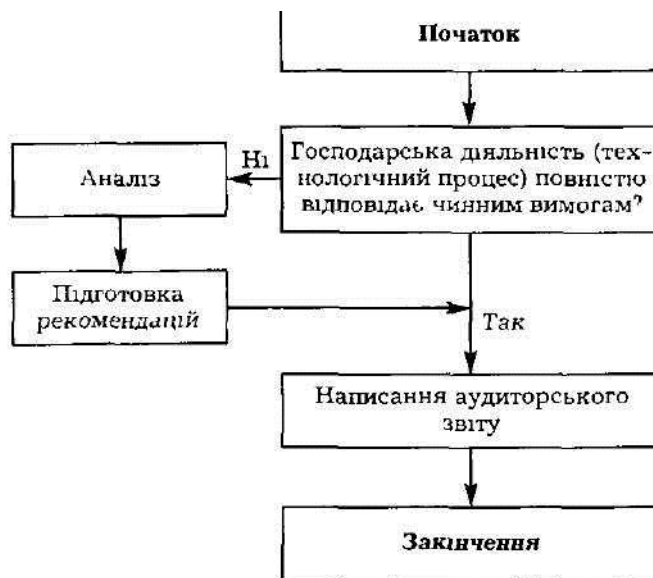 Початок
Господарська діяльність (тех-
нологічний процес) повністю
відповідає чинним вимогам?
Ні
Аналіз
Підготовка
рекомендацій
Так
Написання аудиторського
звіту
Закінчення